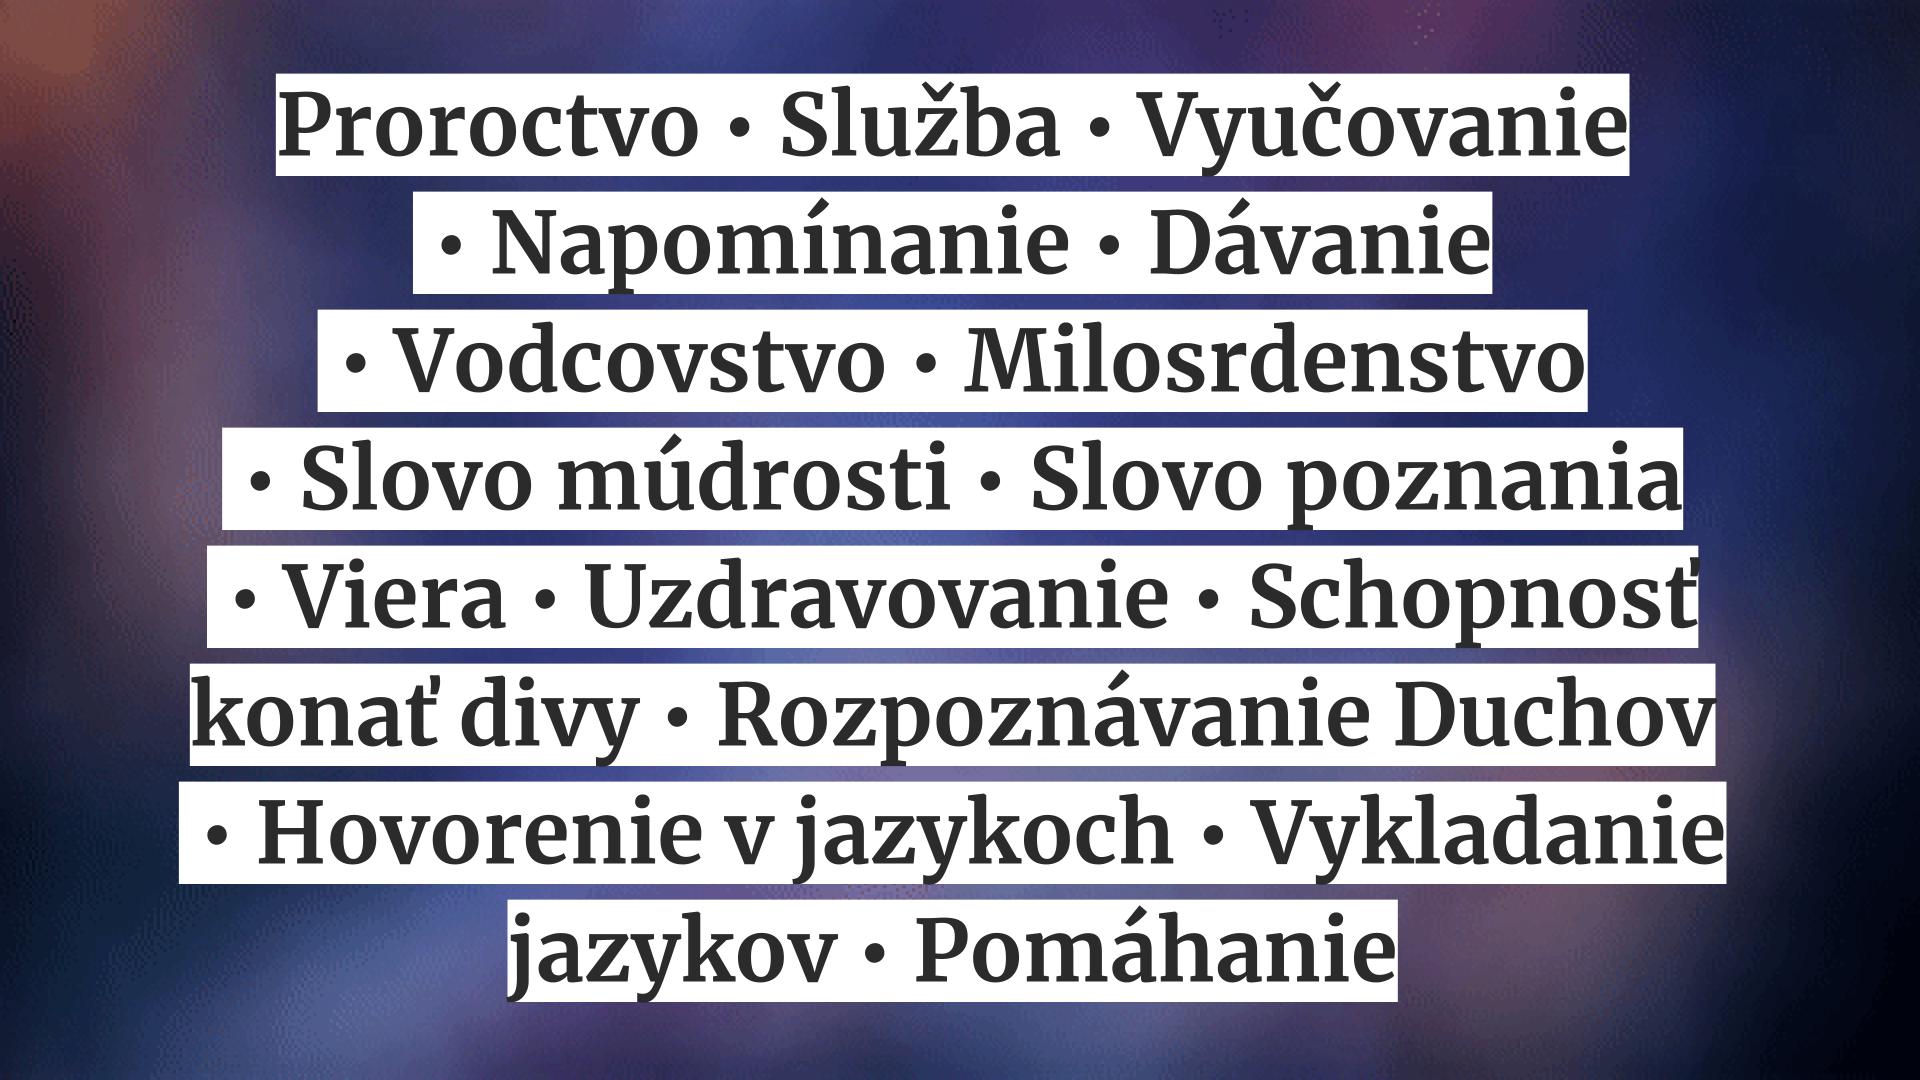 Proroctvo • Služba • Vyučovanie
• Napomínanie • Dávanie
• Vodcovstvo • Milosrdenstvo
• Slovo múdrosti • Slovo poznania
• Viera • Uzdravovanie • Schopnosť
konať divy • Rozpoznávanie Duchov
• Hovorenie v jazykoch • Vykladanie
jazykov • Pomáhanie